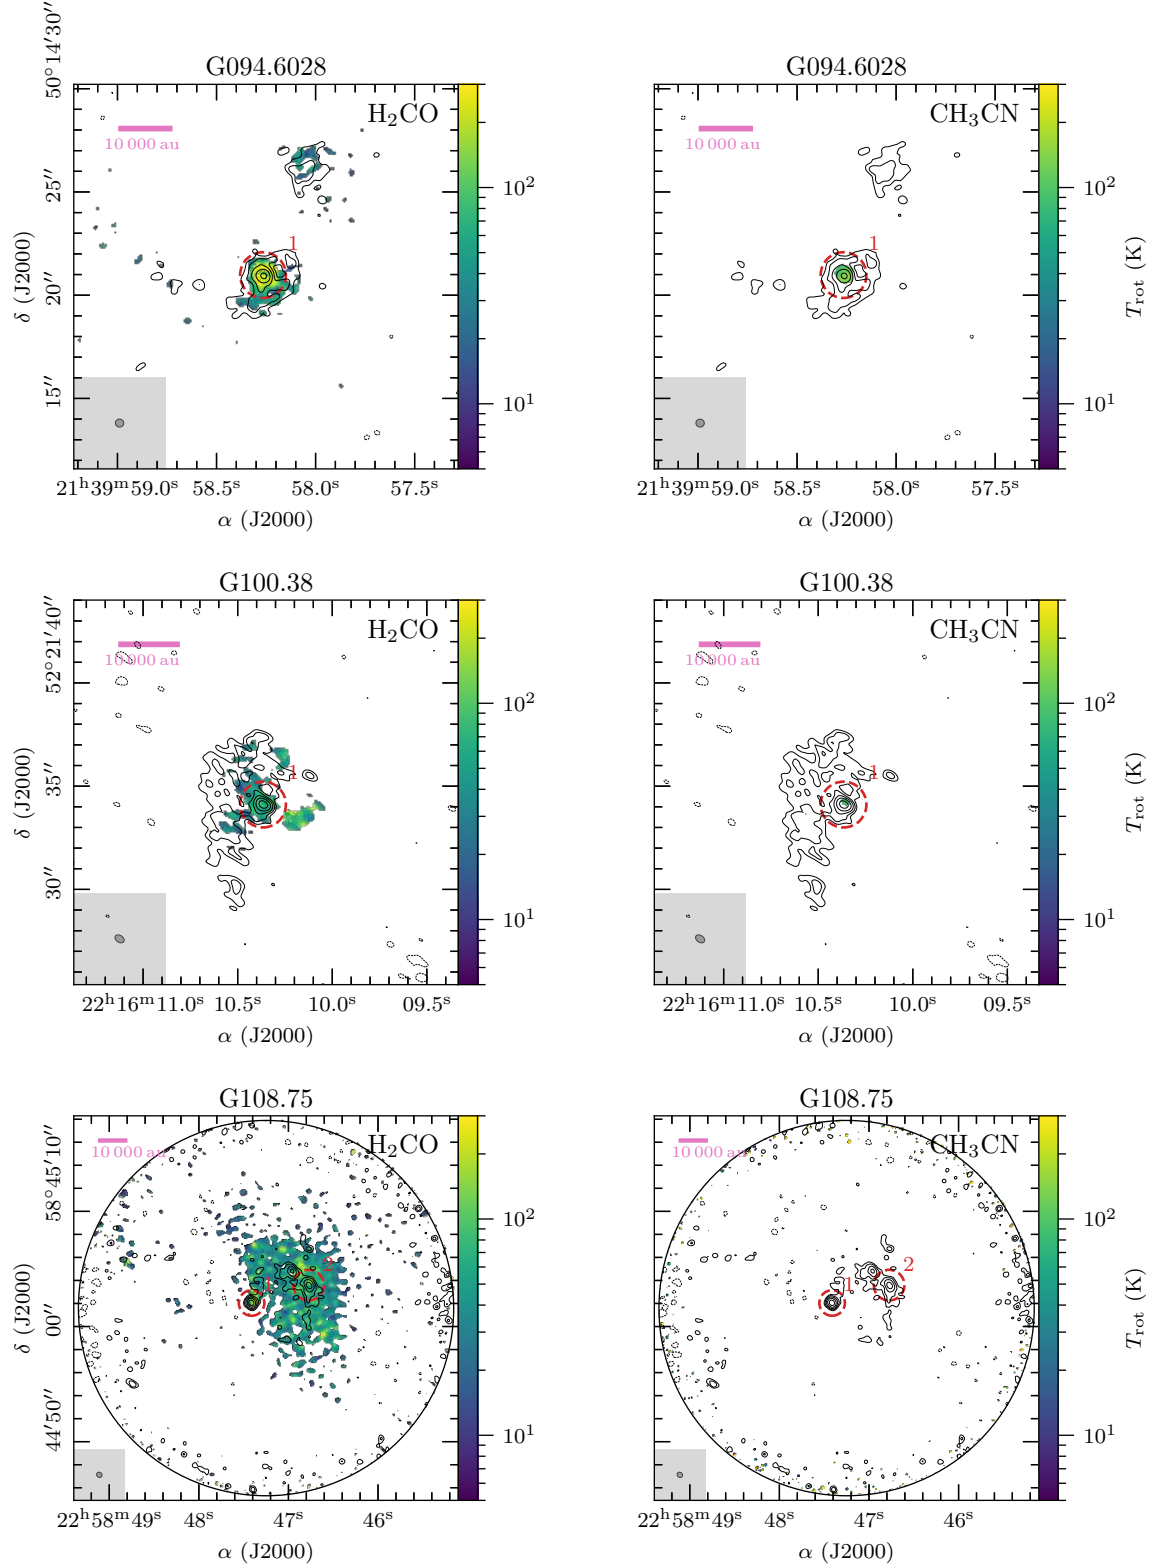 G094.6028
H₂CO
10 000 au
1
50°14′30″
25″
20″
15″
δ (J2000)
21ʰ39ᵐ59.0ˢ
58.5ˢ
58.0ˢ
57.5ˢ
α (J2000)
10²
10¹
G094.6028
CH₃CN
10 000 au
1
21ʰ39ᵐ59.0ˢ
58.5ˢ
58.0ˢ
57.5ˢ
α (J2000)
10²
10¹
T_rot (K)
G100.38
H₂CO
10 000 au
1
52°21′40″
35″
30″
δ (J2000)
22ʰ16ᵐ11.0ˢ
10.5ˢ
10.0ˢ
09.5ˢ
α (J2000)
10²
10¹
G100.38
CH₃CN
10 000 au
1
22ʰ16ᵐ11.0ˢ
10.5ˢ
10.0ˢ
09.5ˢ
α (J2000)
10²
10¹
T_rot (K)
G108.75
H₂CO
10 000 au
2
1
58°45′10″
00″
44′50″
δ (J2000)
22ʰ58ᵐ49ˢ
48ˢ
47ˢ
46ˢ
α (J2000)
10²
10¹
G108.75
CH₃CN
10 000 au
2
1
22ʰ58ᵐ49ˢ
48ˢ
47ˢ
46ˢ
α (J2000)
10²
10¹
T_rot (K)